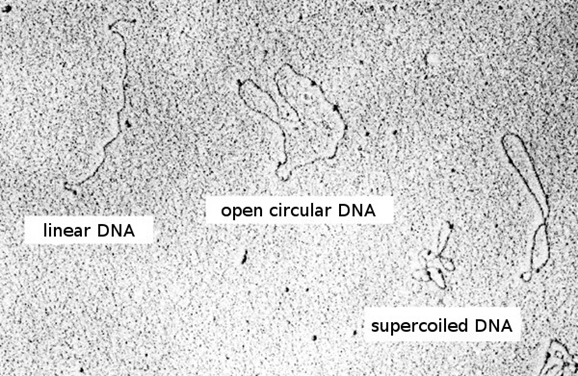 linear DNA
open circular DNA
supercoiled DNA